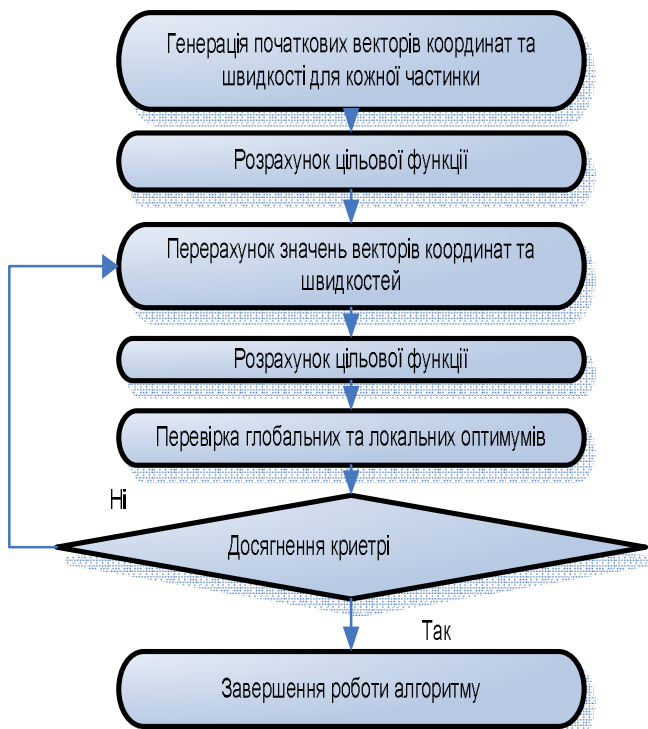 Генерація початкових векторів координат та
швидкості для кожної частинки
Розрахунок цільової функції
Перерахунок значень векторів координат та
швидкостей
Розрахунок цільової функції
Перевірка глобальних та локальних оптимумів
Ні
Досягнення криетрі
Так
Завершення роботи алгоритму